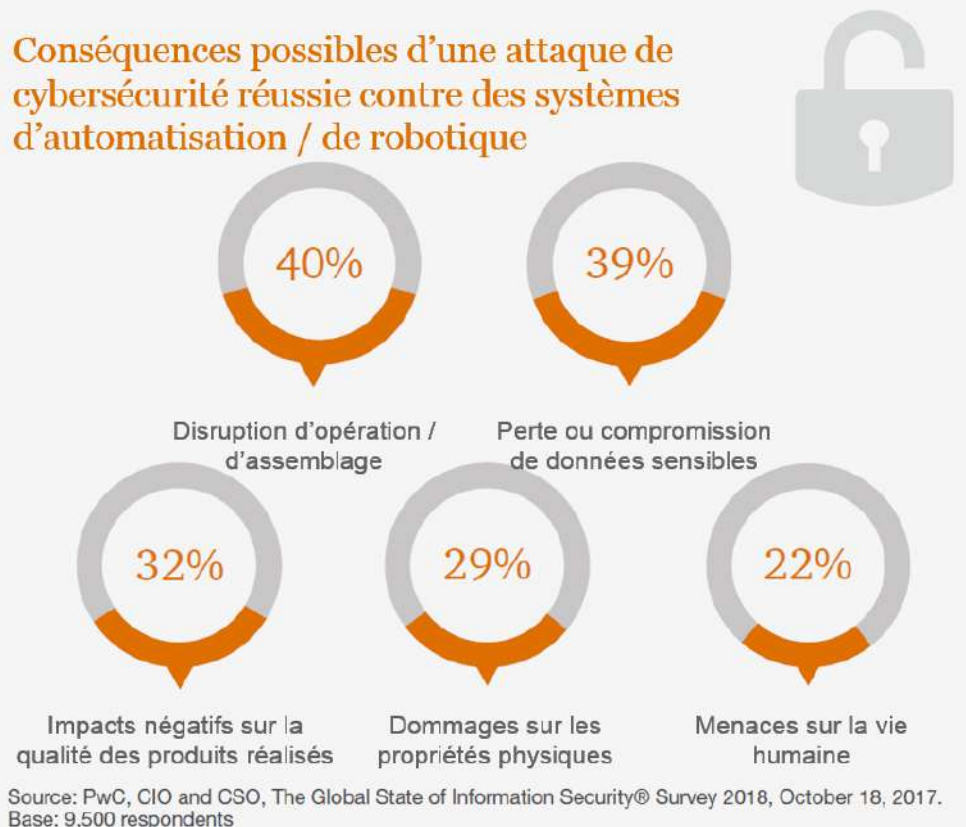 Conséquences possibles d'une attaque de
cybersécurité réussie contre des systèmes
d'automatisation / de robotique
40%
39%
Disruption d'opération /
d'assemblage
Perte ou compromission
de données sensibles
32%
29%
22%
Impacts négatifs sur la
qualité des produits réalisés
Dommages sur les
propriétés physiques
Menaces sur la vie
humaine
Source: PwC, CIO and CSO, The Global State of Information Security® Survey 2018, October 18, 2017.
Base: 9,500 respondents